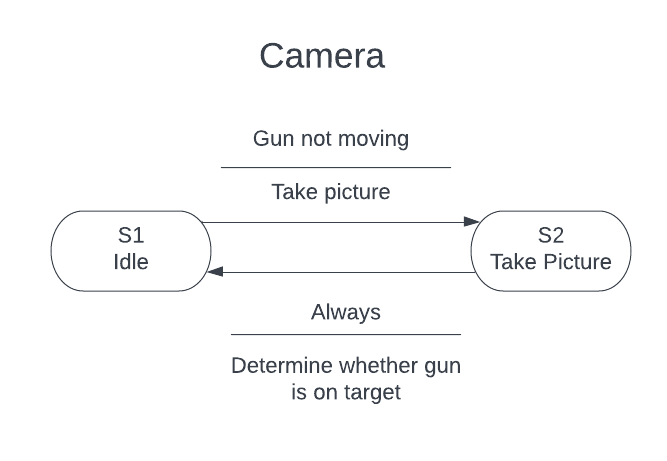 Camera
Gun not moving
Take picture
S1
Idle
S2
Take Picture
Always
Determine whether gun
is on target